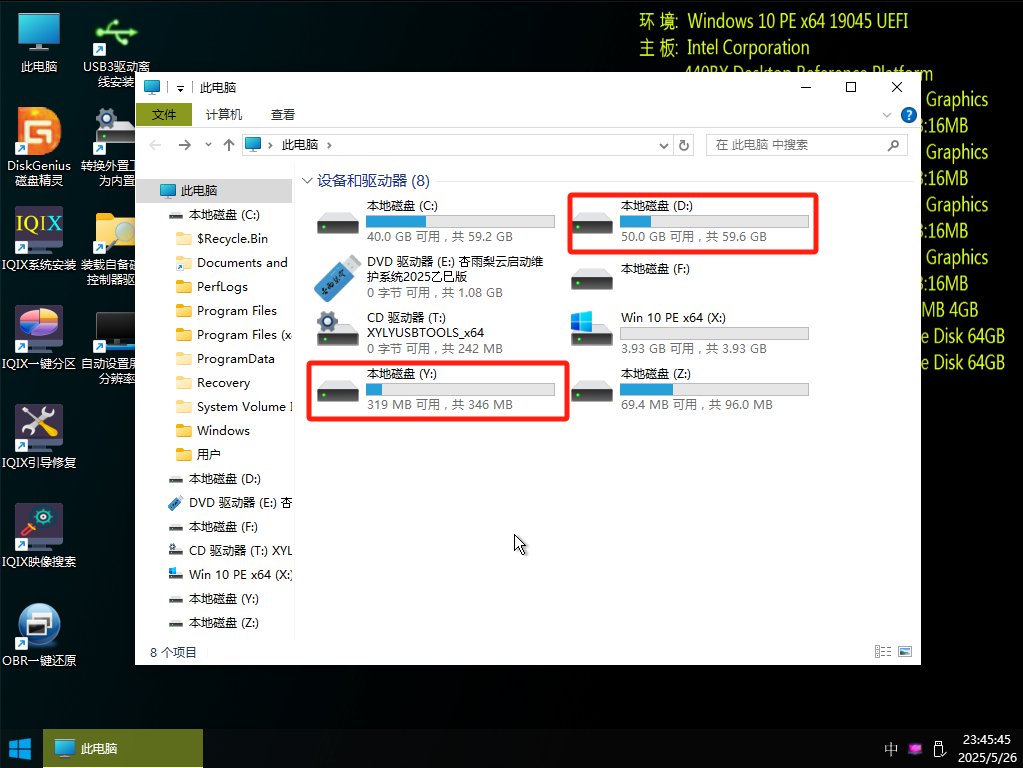 环 境: Windows 10 PE x64 19045 UEFI
主 板: Intel Corporation
440BX Desktop Reference Platform
Graphics
:16MB
Graphics
:16MB
Graphics
:16MB
Graphics
:16MB
MB 4GB
e Disk 64GB
e Disk 64GB
此电脑
USB3驱动离
线安装
DiskGenius
磁盘精灵
转换外置工
为内置
IQIX
IQIX系统安装
装载自备磁
控制器驱
IQIX一键分区
自动设置屏
分辨率
IQIX引导修复
IQIX映像搜索
OBR一键还原
此电脑
文件
计算机
查看
此电脑
在 此电脑 中搜索
此电脑
本地磁盘 (C:)
$Recycle.Bin
Documents and
PerfLogs
Program Files
Program Files (x
ProgramData
Recovery
System Volume I
Windows
用户
本地磁盘 (D:)
DVD 驱动器 (E:) 杏
本地磁盘 (F:)
CD 驱动器 (T:) XYL
Win 10 PE x64 (X:)
本地磁盘 (Y:)
本地磁盘 (Z:)
设备和驱动器 (8)
本地磁盘 (C:)
40.0 GB 可用，共 59.2 GB
本地磁盘 (D:)
50.0 GB 可用，共 59.6 GB
DVD 驱动器 (E:) 杏雨梨云启动维
护系统2025乙巳版
0 字节 可用，共 1.08 GB
本地磁盘 (F:)
CD 驱动器 (T:)
XYLYUSBTOOLS_x64
0 字节 可用，共 242 MB
Win 10 PE x64 (X:)
3.93 GB 可用，共 3.93 GB
本地磁盘 (Y:)
319 MB 可用，共 346 MB
本地磁盘 (Z:)
69.4 MB 可用，共 96.0 MB
8 个项目
此电脑
中
23:45:45
2025/5/26